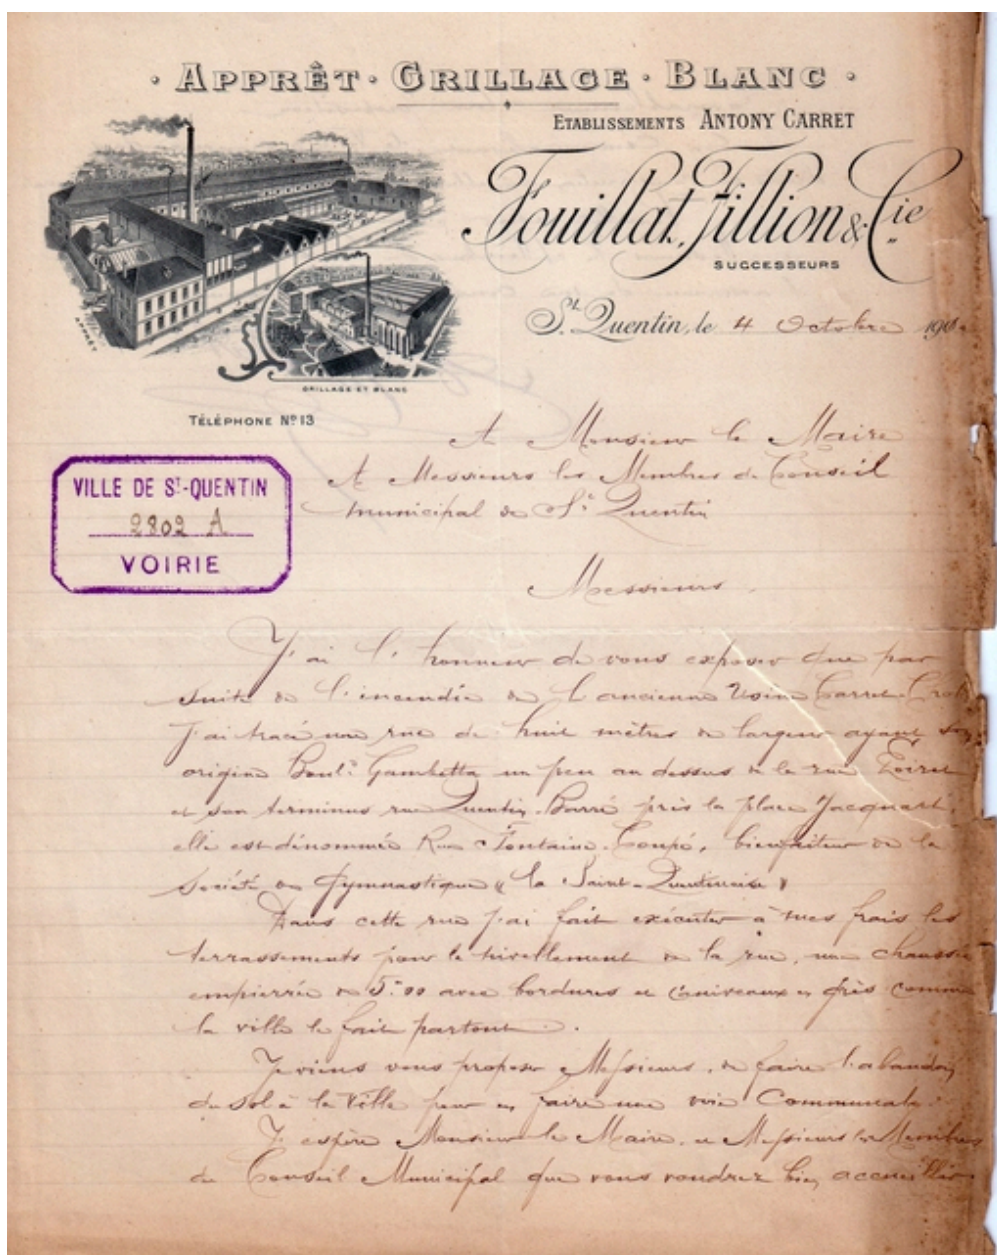 · APPRÊT · GRILLAGE · BLANC ·
ETABLISSEMENTS ANTONY CARRET
Fouillat, Fillion & Cie
SUCCESSEURS
St. Quentin, le 4 Octobre 190
APPRÊT
GRILLAGE ET BLANC
TÉLÉPHONE No 13
A Monsieur le Maire
A Messieurs les Membres du Conseil
municipal de St Quentin
VILLE DE St-QUENTIN
2802 A
VOIRIE
Messieurs
J'ai l'honneur de vous exposer que par
suite de l'incendie de l'ancienne Usine Carret-
j'ai tracé une rue de huit mètres de largeur ayant son
origine Boult. Gambetta un peu au dessus de la rue
et son terminus rue Quentin-Barré près la place Jacquart.
elle est dénommée Rue Fontaine-Coupé, bienfaiteur de la
Société de Gymnastique "la Saint-Quentinoise"
Dans cette rue j'ai fait exécuter à mes frais les
terrassements pour le nivellement de la rue, une chaussée
empierrée de 5.00 avec bordures et caniveaux en grès comme
la ville le fait partout.
Je viens vous proposer Messieurs, de faire l'abandon
du sol à la Ville pour en faire une voie Communale.
J'espère Monsieur le Maire et Messieurs les Membres
du Conseil Municipal que vous voudrez bien accueillir